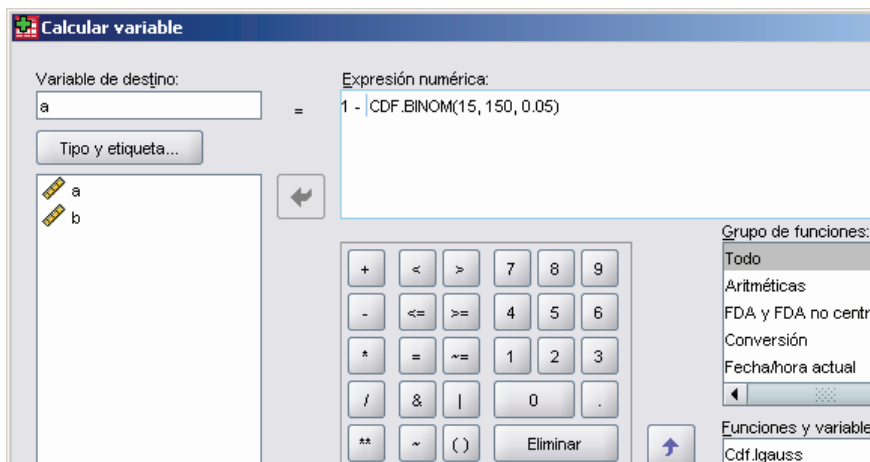 Calcular variable
Variable de destino:
a
=
Expresión numérica:
1 - CDF.BINOM(15, 150, 0.05)
Tipo y etiqueta...
a
b
+ < > 7 8 9
- <= >= 4 5 6
* = ~= 1 2 3
/ & | 0 .
** ~ ( ) Eliminar
Grupo de funciones:
Todo
Aritméticas
FDA y FDA no centr
Conversión
Fecha/hora actual
Funciones y variable
Cdf.Igauss